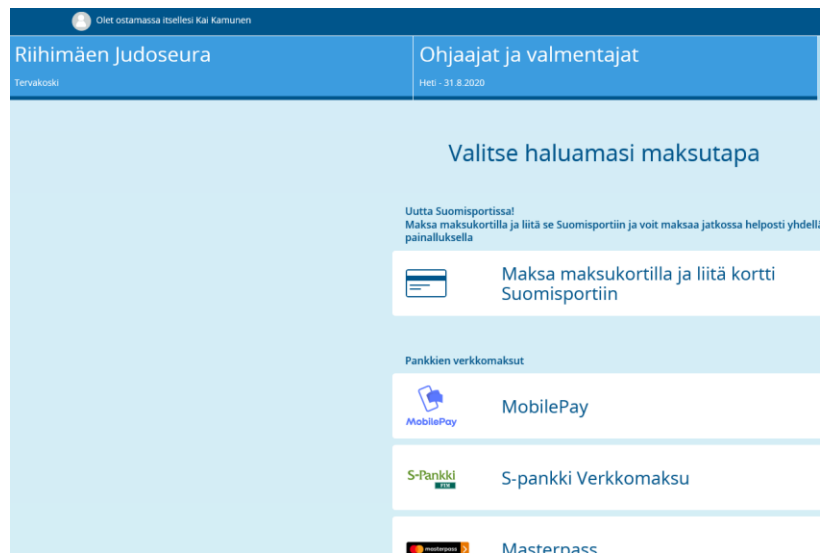 Olet ostamassa itsellesi Kai Kamunen
Riihimäen Judoseura
Tervakoski
Ohjaajat ja valmentajat
Heti - 31.8.2020
Valitse haluamasi maksutapa
Uutta Suomisportissa!
Maksa maksukortilla ja liitä se Suomisportiin ja voit maksaa jatkossa helposti yhdellä
painalluksella
Maksa maksukortilla ja liitä kortti
Suomisportiin
Pankkien verkkomaksut
MobilePay
MobilePay
S-Pankki
S-pankki Verkkomaksu
masterpass
Masterpass